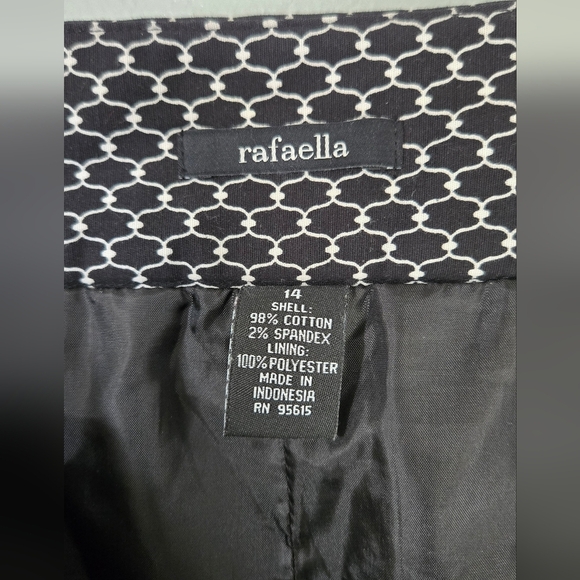 rafaella
14
SHELL:
98% COTTON
2% SPANDEX
LINING:
100% POLYESTER
MADE IN
INDONESIA
RN 95615